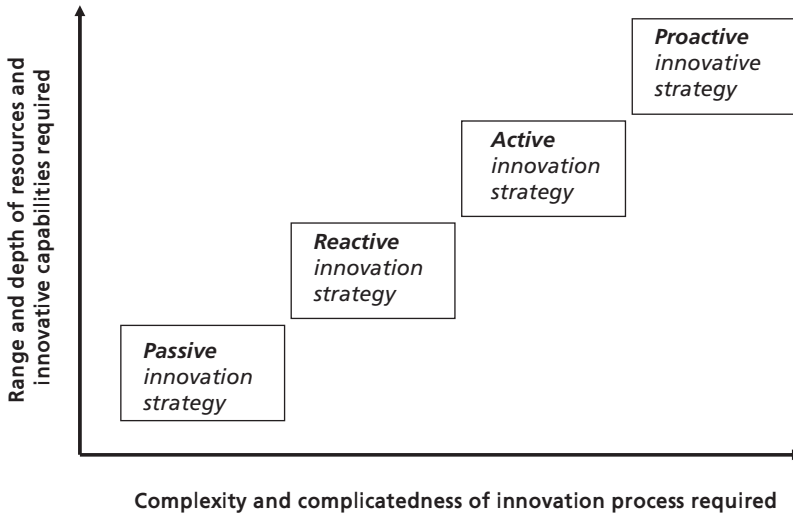 Range and depth of resources and
innovative capabilities required
Proactive
innovative
strategy
Active
innovation
strategy
Reactive
innovation
strategy
Passive
innovation
strategy
Complexity and complicatedness of innovation process required